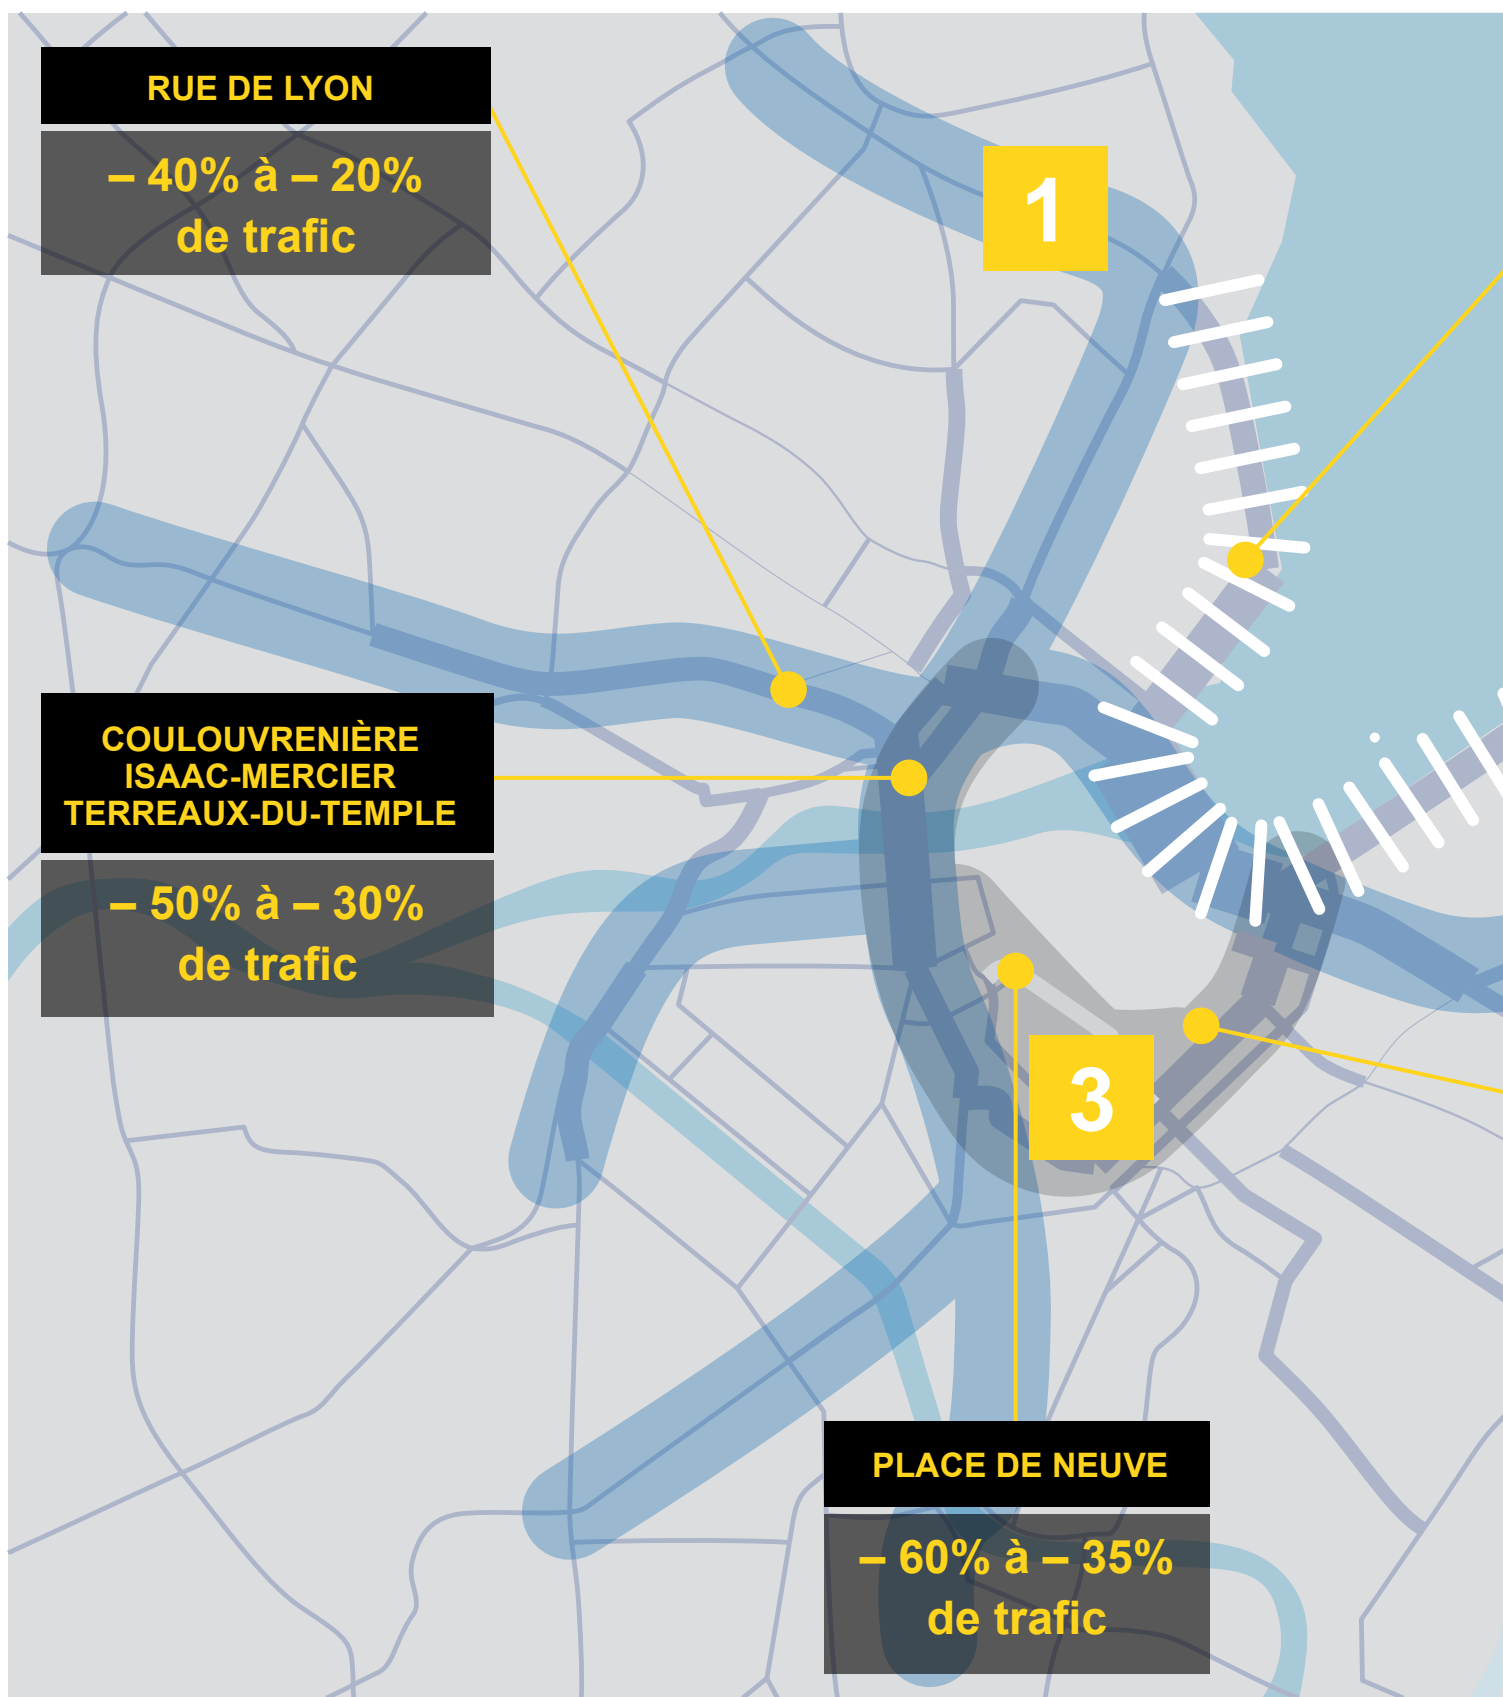 RUE DE LYON
– 40% à – 20%
de trafic
1
COULOUVRENIÈRE
ISAAC-MERCIER
TERREAUX-DU-TEMPLE
– 50% à – 30%
de trafic
3
PLACE DE NEUVE
– 60% à – 35%
de trafic